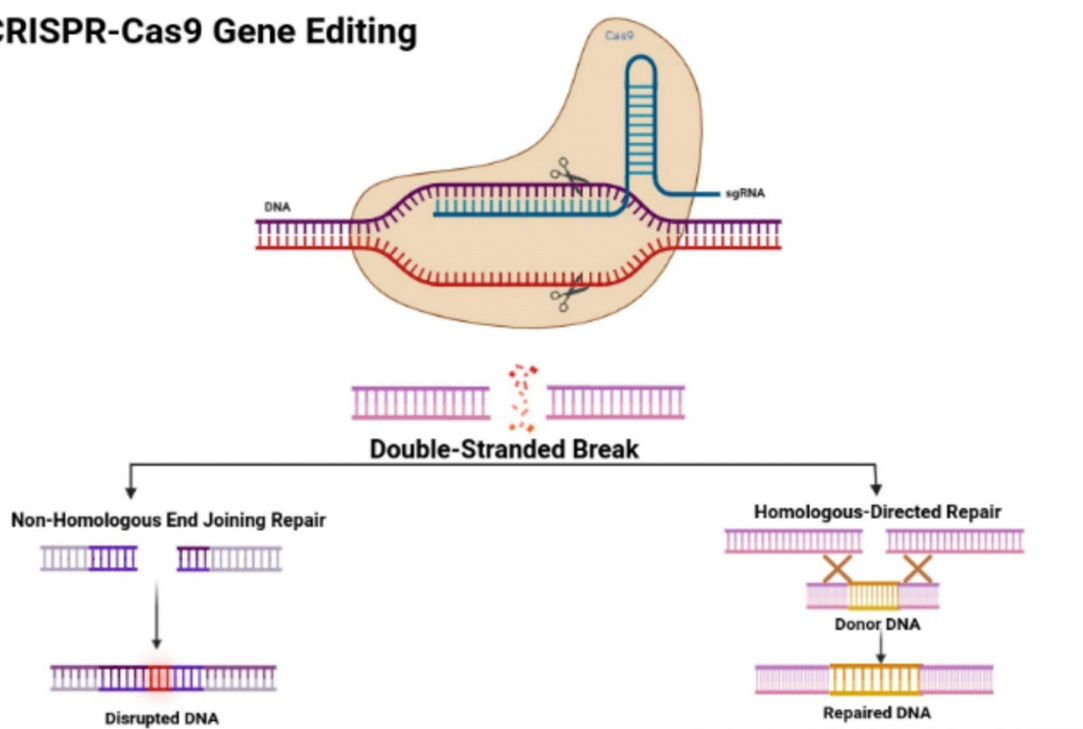 CRISPR-Cas9 Gene Editing
Cas9
sgRNA
DNA
Double-Stranded Break
Non-Homologous End Joining Repair
Homologous-Directed Repair
Donor DNA
Disrupted DNA
Repaired DNA